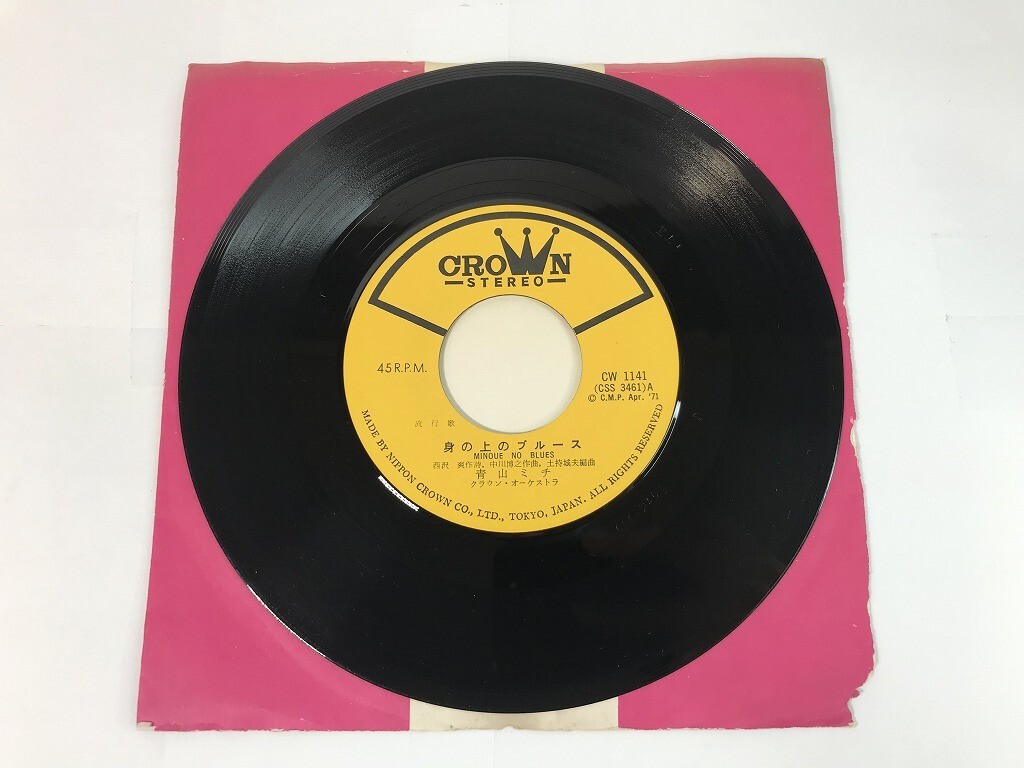 CROWN
STEREO
45 R.P.M.
CW 1141
(CSS 3461)A
© C.M.P. Apr. '71
流行歌
身の上のブルース
MINOUE NO BLUES
西沢 爽作詩, 中川博之作曲, 土持城夫編曲
青山ミチ
クラウン・オーケストラ
MADE BY NIPPON CROWN CO., LTD., TOKYO, JAPAN. ALL RIGHTS RESERVED